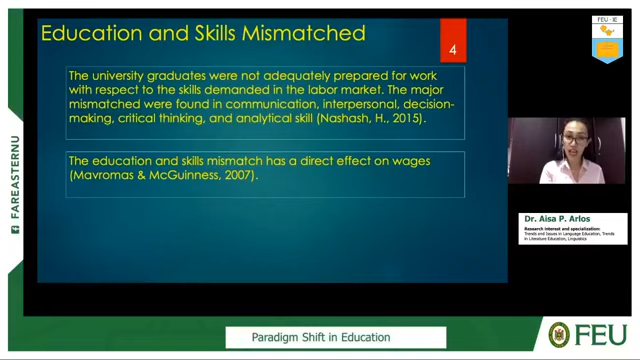 Education and Skills Mismatched
4
FEU - IE
The university graduates were not adequately prepared for work
with respect to the skills demanded in the labor market. The major
mismatched were found in communication, interpersonal, decision-
making, critical thinking, and analytical skill (Nashash, H., 2015).
The education and skills mismatch has a direct effect on wages
(Mavromas & McGuinness, 2007).
FAREASTERNU
Dr. Aisa P. Arlos
Research interest and specialization:
Trends and Issues in Language Education, Trends
in Literature Education, Linguistics
Paradigm Shift in Education
FEU